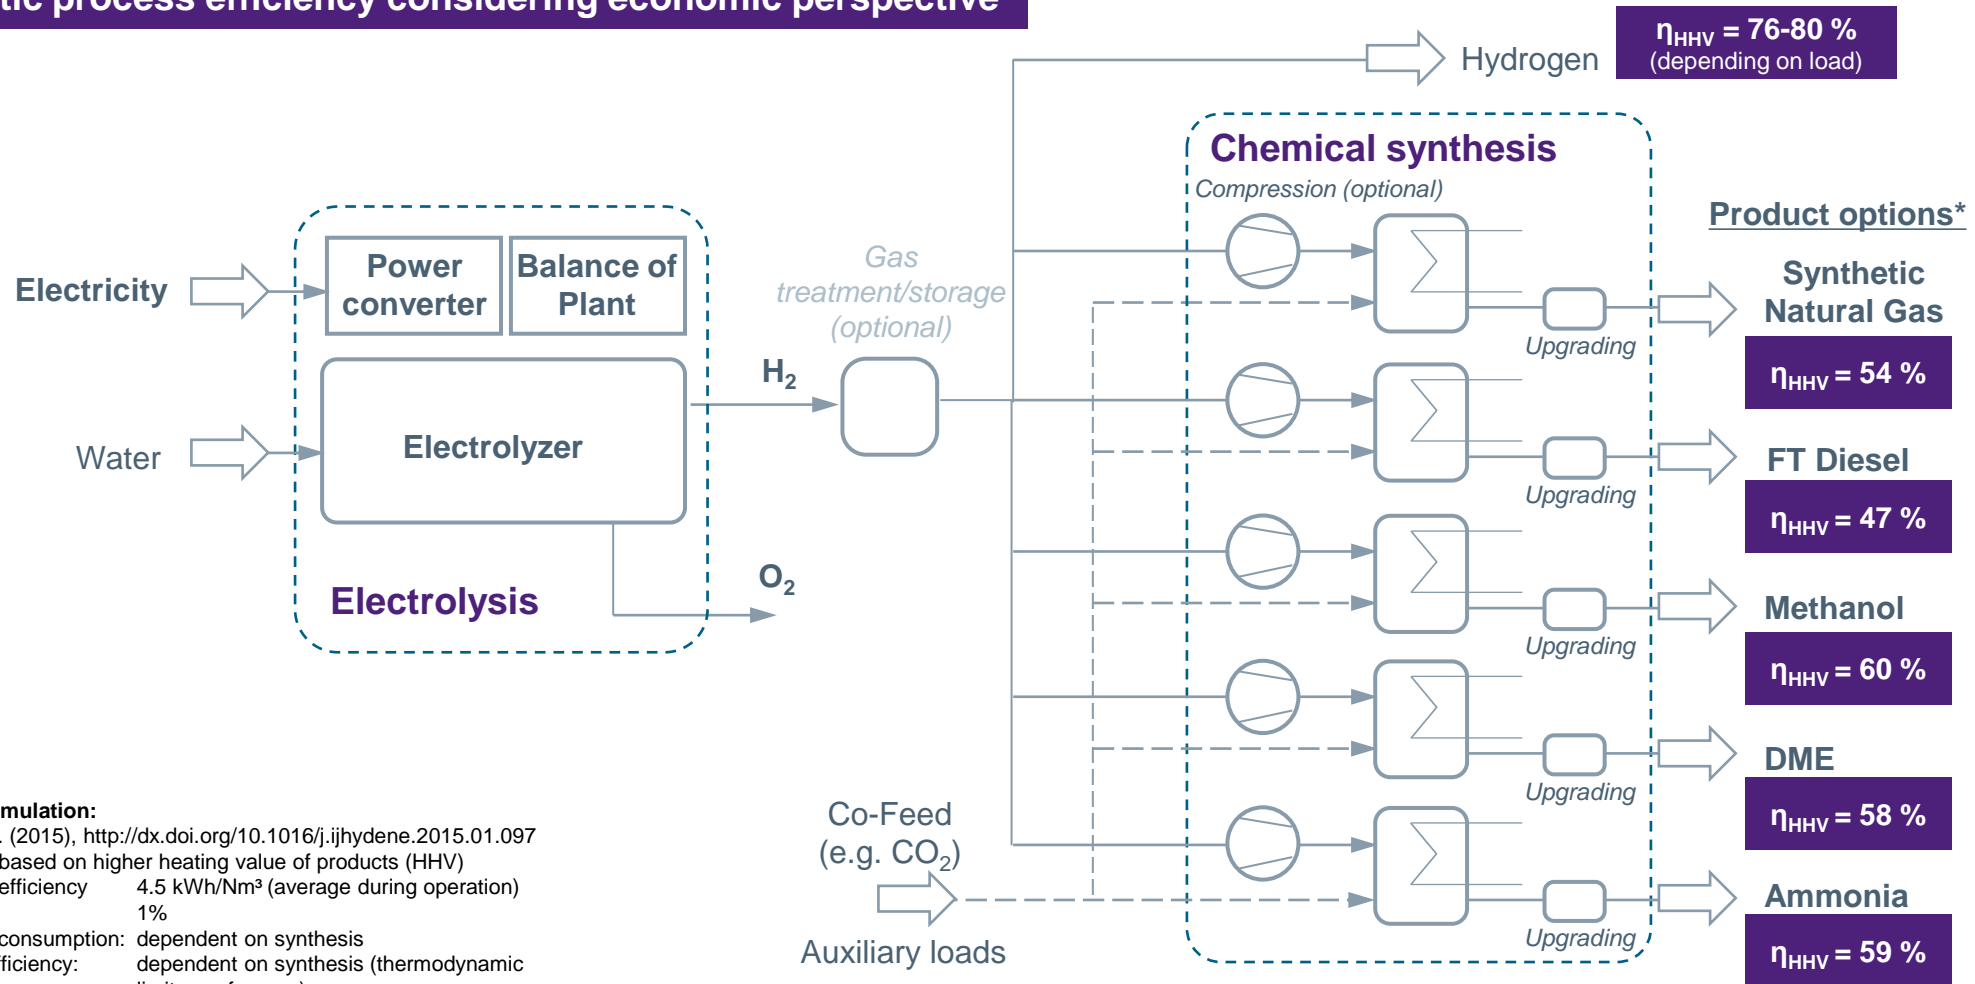 tic process efficiency considering economic perspective
ηHHV = 76-80 %
(depending on load)
Hydrogen
Chemical synthesis
Compression (optional)
Product options*
Electricity
Power
converter
Balance of
Plant
Gas
treatment/storage
(optional)
Synthetic
Natural Gas
Upgrading
ηHHV = 54 %
H₂
Water
Electrolyzer
FT Diesel
Upgrading
ηHHV = 47 %
O₂
Electrolysis
Methanol
Upgrading
ηHHV = 60 %
DME
Upgrading
ηHHV = 58 %
Co-Feed
(e.g. CO₂)
Auxiliary loads
Ammonia
Upgrading
ηHHV = 59 %
mulation:
. (2015), http://dx.doi.org/10.1016/j.ijhydene.2015.01.097
based on higher heating value of products (HHV)
efficiency 4.5 kWh/Nm³ (average during operation)
1%
consumption: dependent on synthesis
ficiency: dependent on synthesis (thermodynamic